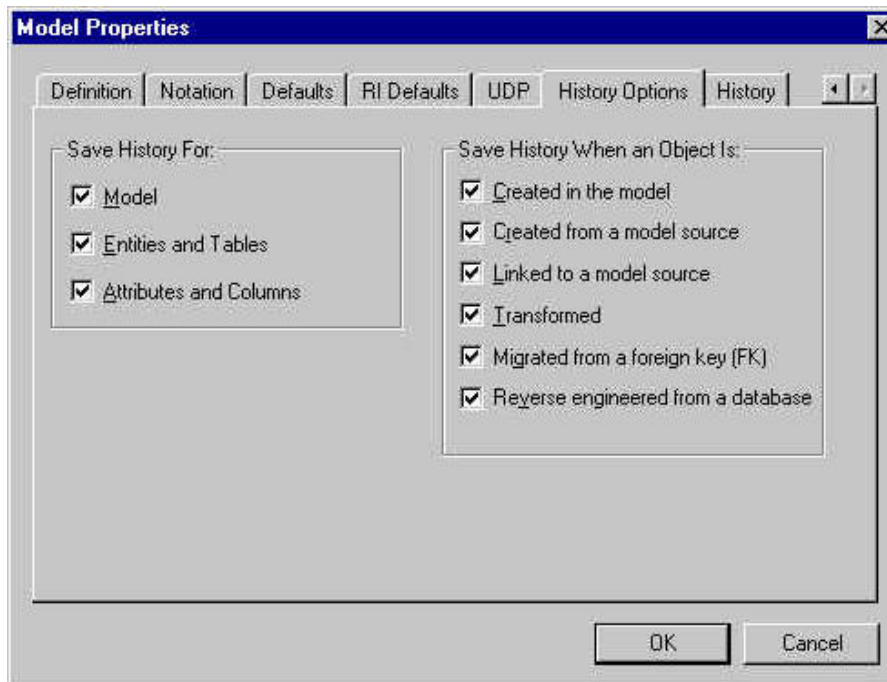 Model Properties
Definition
Notation
Defaults
RI Defaults
UDP
History Options
History
Save History For:
Model
Entities and Tables
Attributes and Columns
Save History When an Object Is:
Created in the model
Created from a model source
Linked to a model source
Transformed
Migrated from a foreign key (FK)
Reverse engineered from a database
OK
Cancel